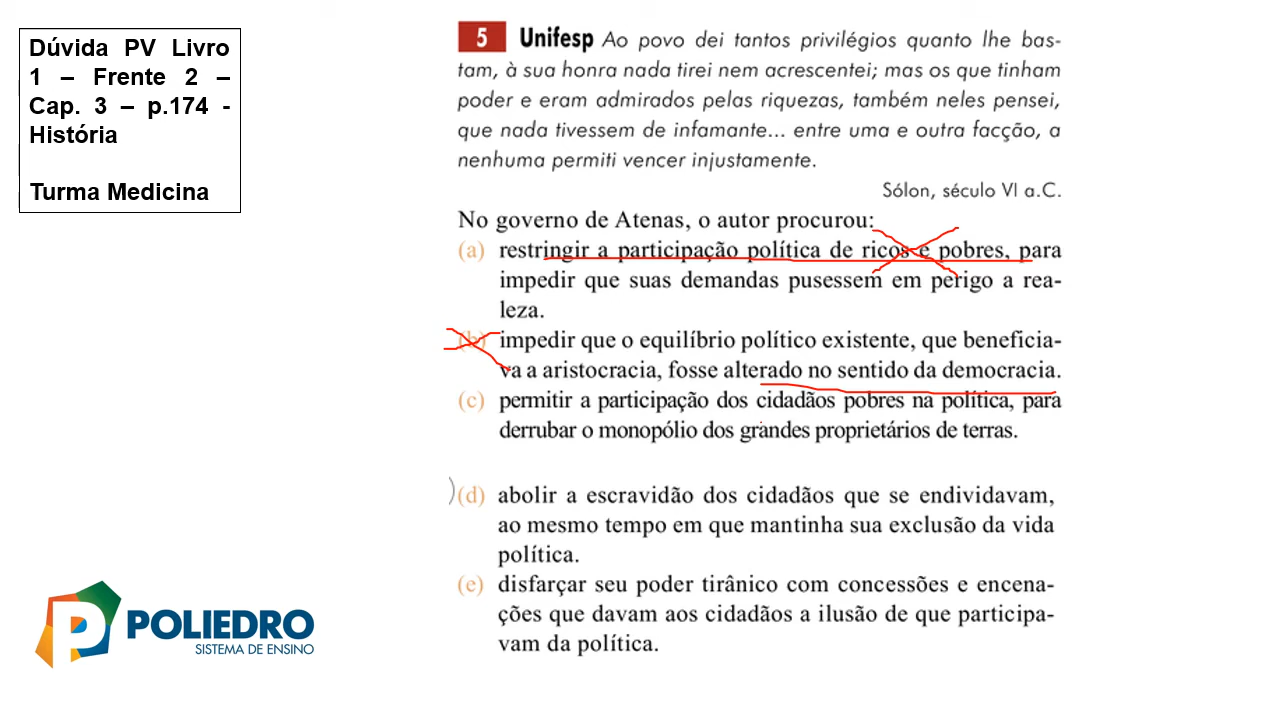 Dúvida PV Livro
1 – Frente 2 –
Cap. 3 – p.174 -
História
Turma Medicina
5 Unifesp Ao povo dei tantos privilégios quanto lhe bas-
tam, à sua honra nada tirei nem acrescentei; mas os que tinham
poder e eram admirados pelas riquezas, também neles pensei,
que nada tivessem de infamante... entre uma e outra facção, a
nenhuma permiti vencer injustamente.
Sólon, século VI a.C.
No governo de Atenas, o autor procurou:
(a) restringir a participação política de ricos e pobres, para
impedir que suas demandas pusessem em perigo a rea-
leza.
(b) impedir que o equilíbrio político existente, que beneficia-
va a aristocracia, fosse alterado no sentido da democracia.
(c) permitir a participação dos cidadãos pobres na política, para
derrubar o monopólio dos grandes proprietários de terras.
(d) abolir a escravidão dos cidadãos que se endividavam,
ao mesmo tempo em que mantinha sua exclusão da vida
política.
(e) disfarçar seu poder tirânico com concessões e encena-
ções que davam aos cidadãos a ilusão de que participa-
vam da política.
POLIEDRO
SISTEMA DE ENSINO